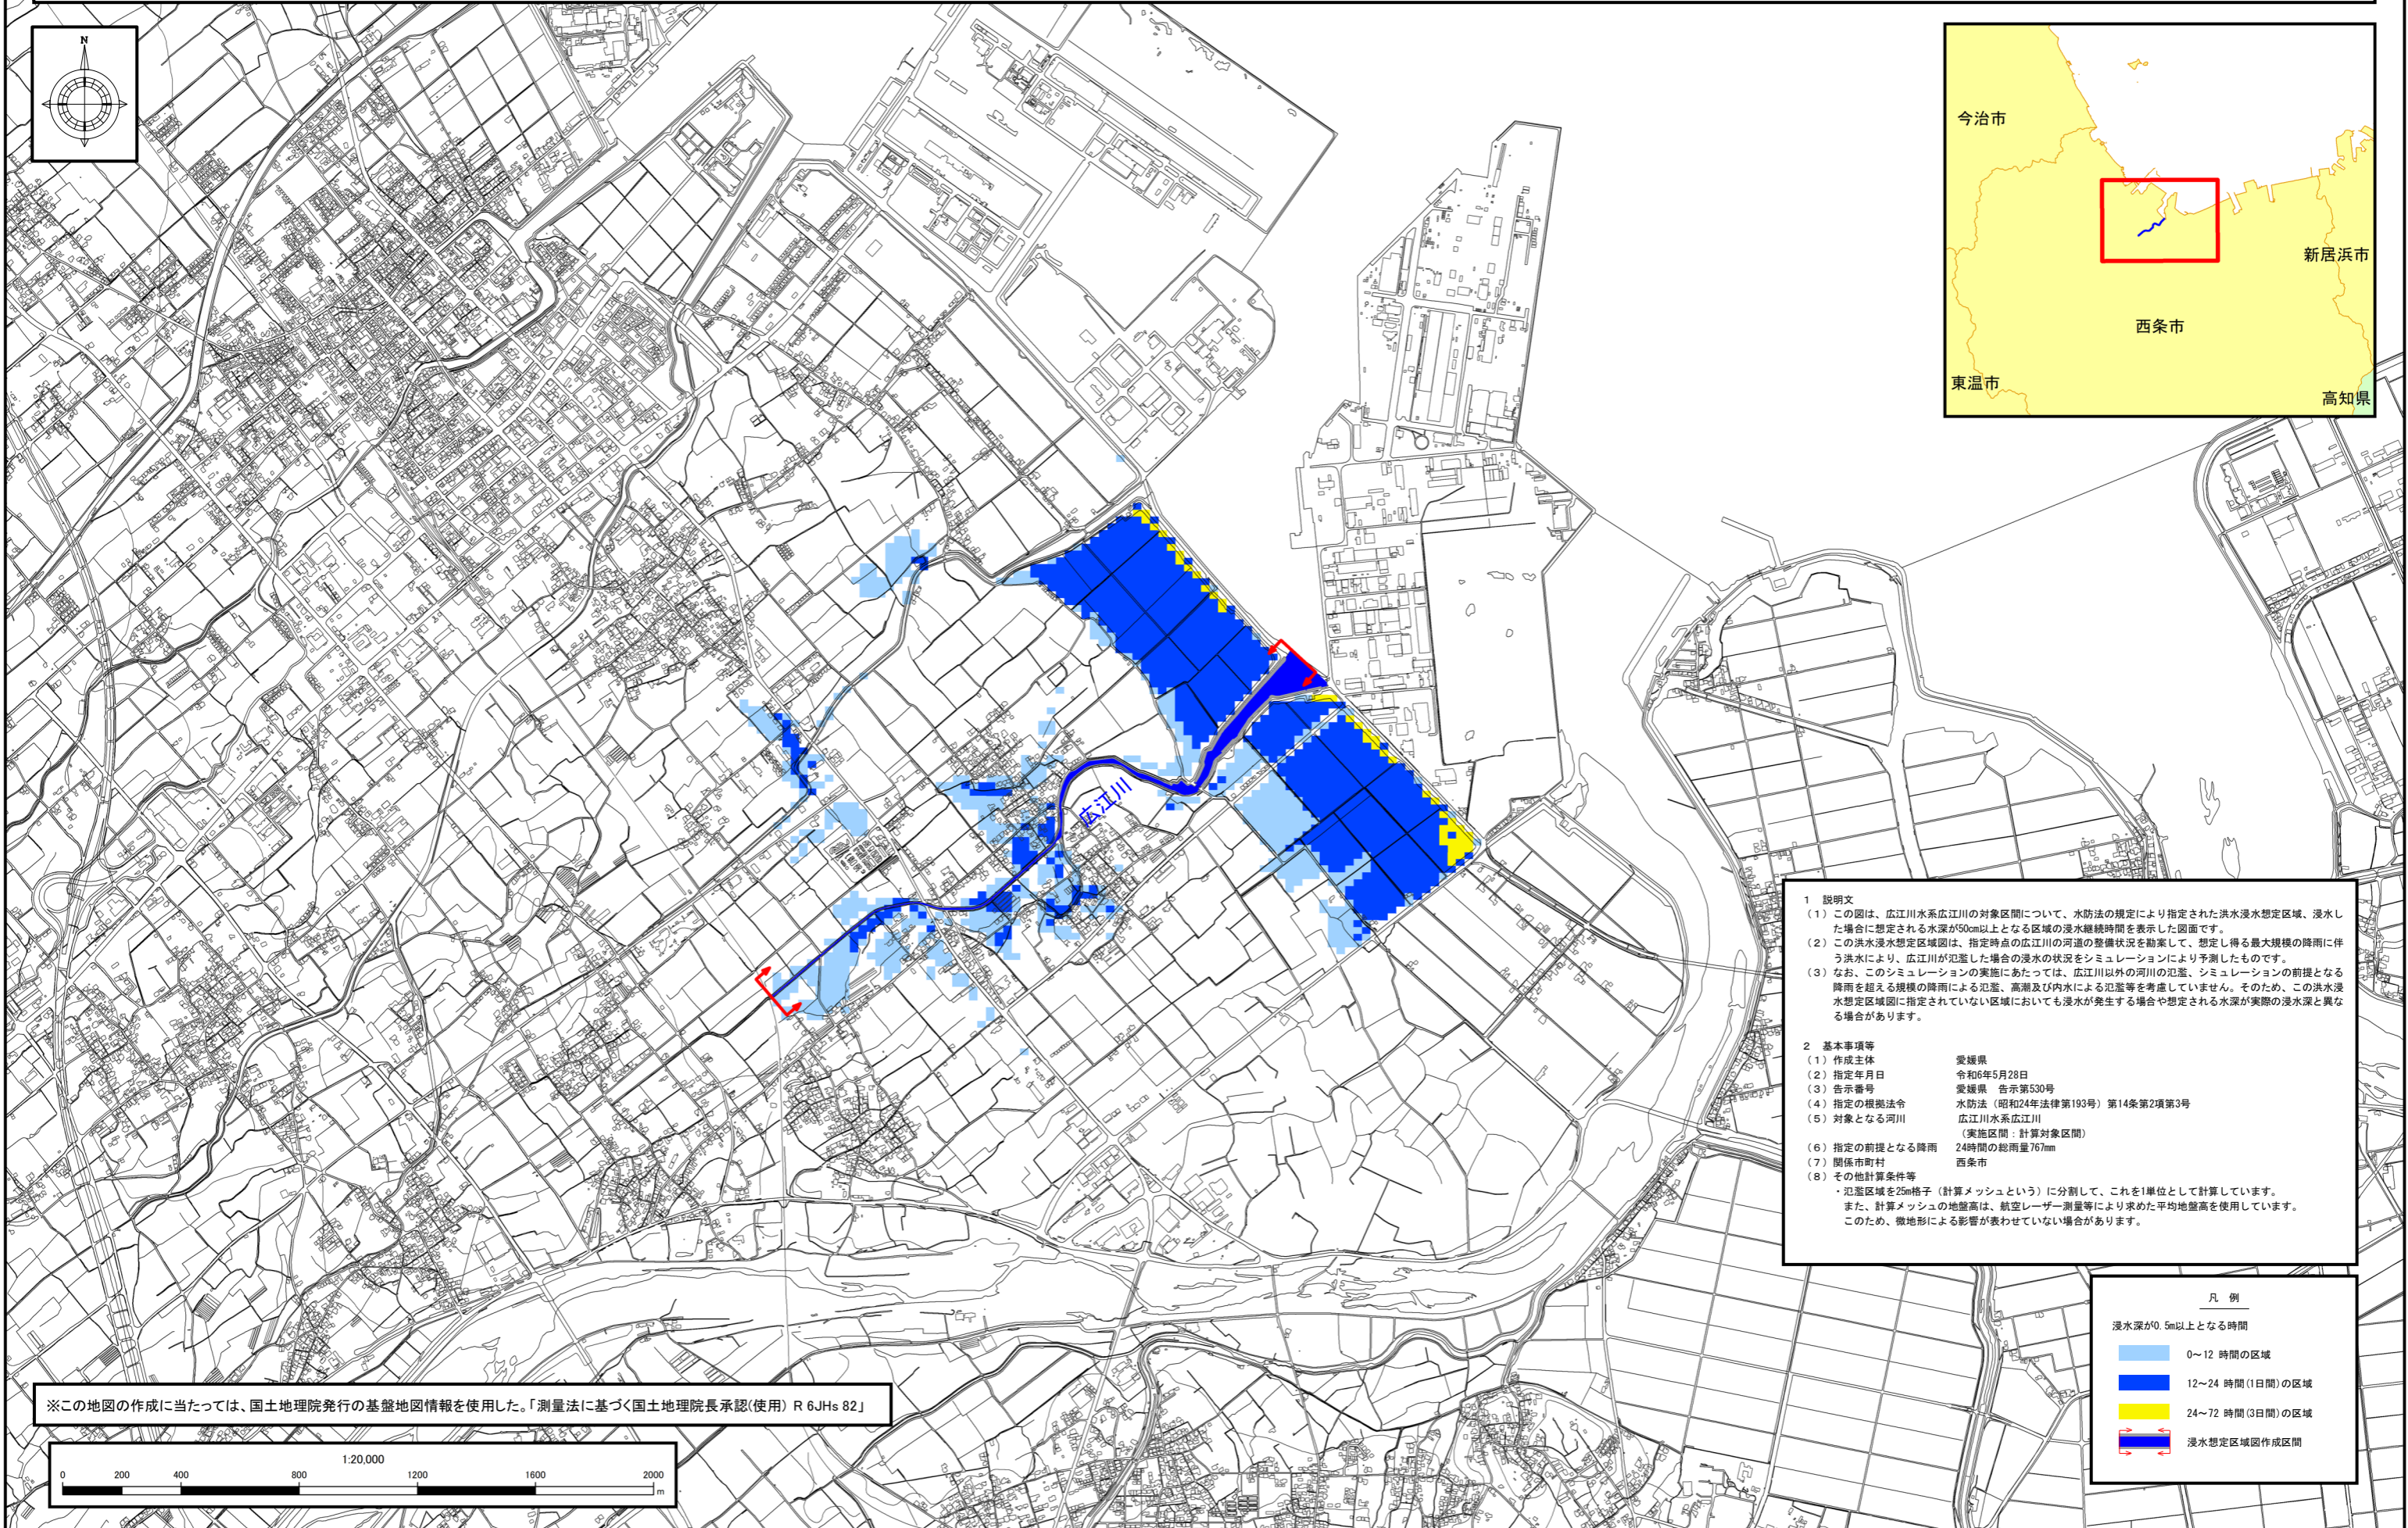 N
今治市
新居浜市
西条市
東温市
高知県
広江川
1 説明文
(1) この図は、広江川水系広江川の対象区間について、水防法の規定により指定された洪水浸水想定区域、浸水し
た場合に想定される水深が50cm以上となる区域の浸水継続時間を表示した図面です。
(2) この洪水浸水想定区域図は、指定時点の広江川の河道の整備状況を勘案して、想定し得る最大規模の降雨に伴
う洪水により、広江川が氾濫した場合の浸水の状況をシミュレーションにより予測したものです。
(3) なお、このシミュレーションの実施にあたっては、広江川以外の河川の氾濫、シミュレーションの前提となる
降雨を超える規模の降雨による氾濫、高潮及び内水による氾濫等を考慮していません。そのため、この洪水浸
水想定区域図に指定されていない区域においても浸水が発生する場合や想定される水深が実際の浸水深と異な
る場合があります。
2 基本事項等
(1) 作成主体 愛媛県
(2) 指定年月日 令和6年5月28日
(3) 告示番号 愛媛県 告示第530号
(4) 指定の根拠法令 水防法(昭和24年法律第193号)第14条第2項第3号
(5) 対象となる河川 広江川水系広江川
(実施区間:計算対象区間)
(6) 指定の前提となる降雨 24時間の総雨量767mm
(7) 関係市町村 西条市
(8) その他計算条件等
・氾濫区域を25m格子(計算メッシュという)に分割して、これを1単位として計算しています。
また、計算メッシュの地盤高は、航空レーザー測量等により求めた平均地盤高を使用しています。
このため、微地形による影響が表わせていない場合があります。
凡 例
浸水深が0.5m以上となる時間
0～12 時間の区域
12～24 時間(1日間)の区域
24～72 時間(3日間)の区域
浸水想定区域図作成区間
※この地図の作成に当たっては、国土地理院発行の基盤地図情報を使用した。「測量法に基づく国土地理院長承認(使用) R 6JHs 82」
1:20,000
0 200 400 800 1200 1600 2000
m